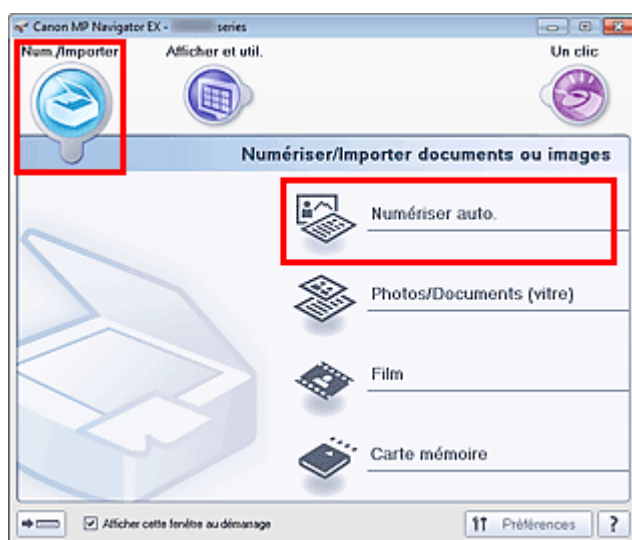 Canon MP Navigator EX - series
Num./Importer Afficher et util. Un clic
Numériser/Importer documents ou images
Numériser auto.
Photos/Documents (vitre)
Film
Carte mémoire
Afficher cette fenêtre au démarrage Préférences ?